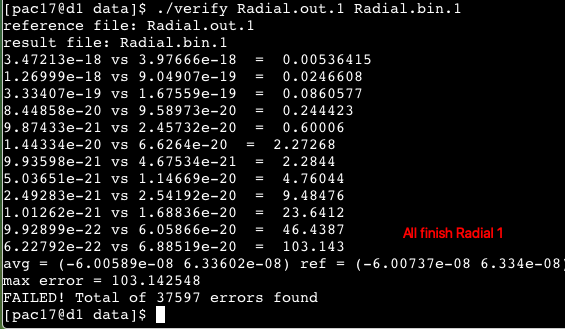 [pac17@d1 data]$ ./verify Radial.out.1 Radial.bin.1
reference file: Radial.out.1
result file: Radial.bin.1
3.47213e-18 vs 3.97666e-18  =  0.00536415
1.26999e-18 vs 9.04907e-19  =  0.0246608
3.33407e-19 vs 1.67559e-19  =  0.0860577
8.44858e-20 vs 9.58973e-20  =  0.244423
9.87433e-21 vs 2.45732e-20  =  0.60006
1.44334e-20 vs 6.6264e-20  =  2.27268
9.93598e-21 vs 4.67534e-21  =  2.2844
5.03651e-21 vs 1.14669e-20  =  4.76044
2.49283e-21 vs 2.54192e-20  =  9.48476
1.01262e-21 vs 1.68836e-20  =  23.6412
9.92899e-22 vs 6.05866e-20  =  46.4387
All finish Radial 1
6.22792e-22 vs 6.88519e-20  =  103.143
avg = (-6.00589e-08 6.33602e-08) ref = (-6.00737e-08 6.334e-08)
max error = 103.142548
FAILED! Total of 37597 errors found
[pac17@d1 data]$